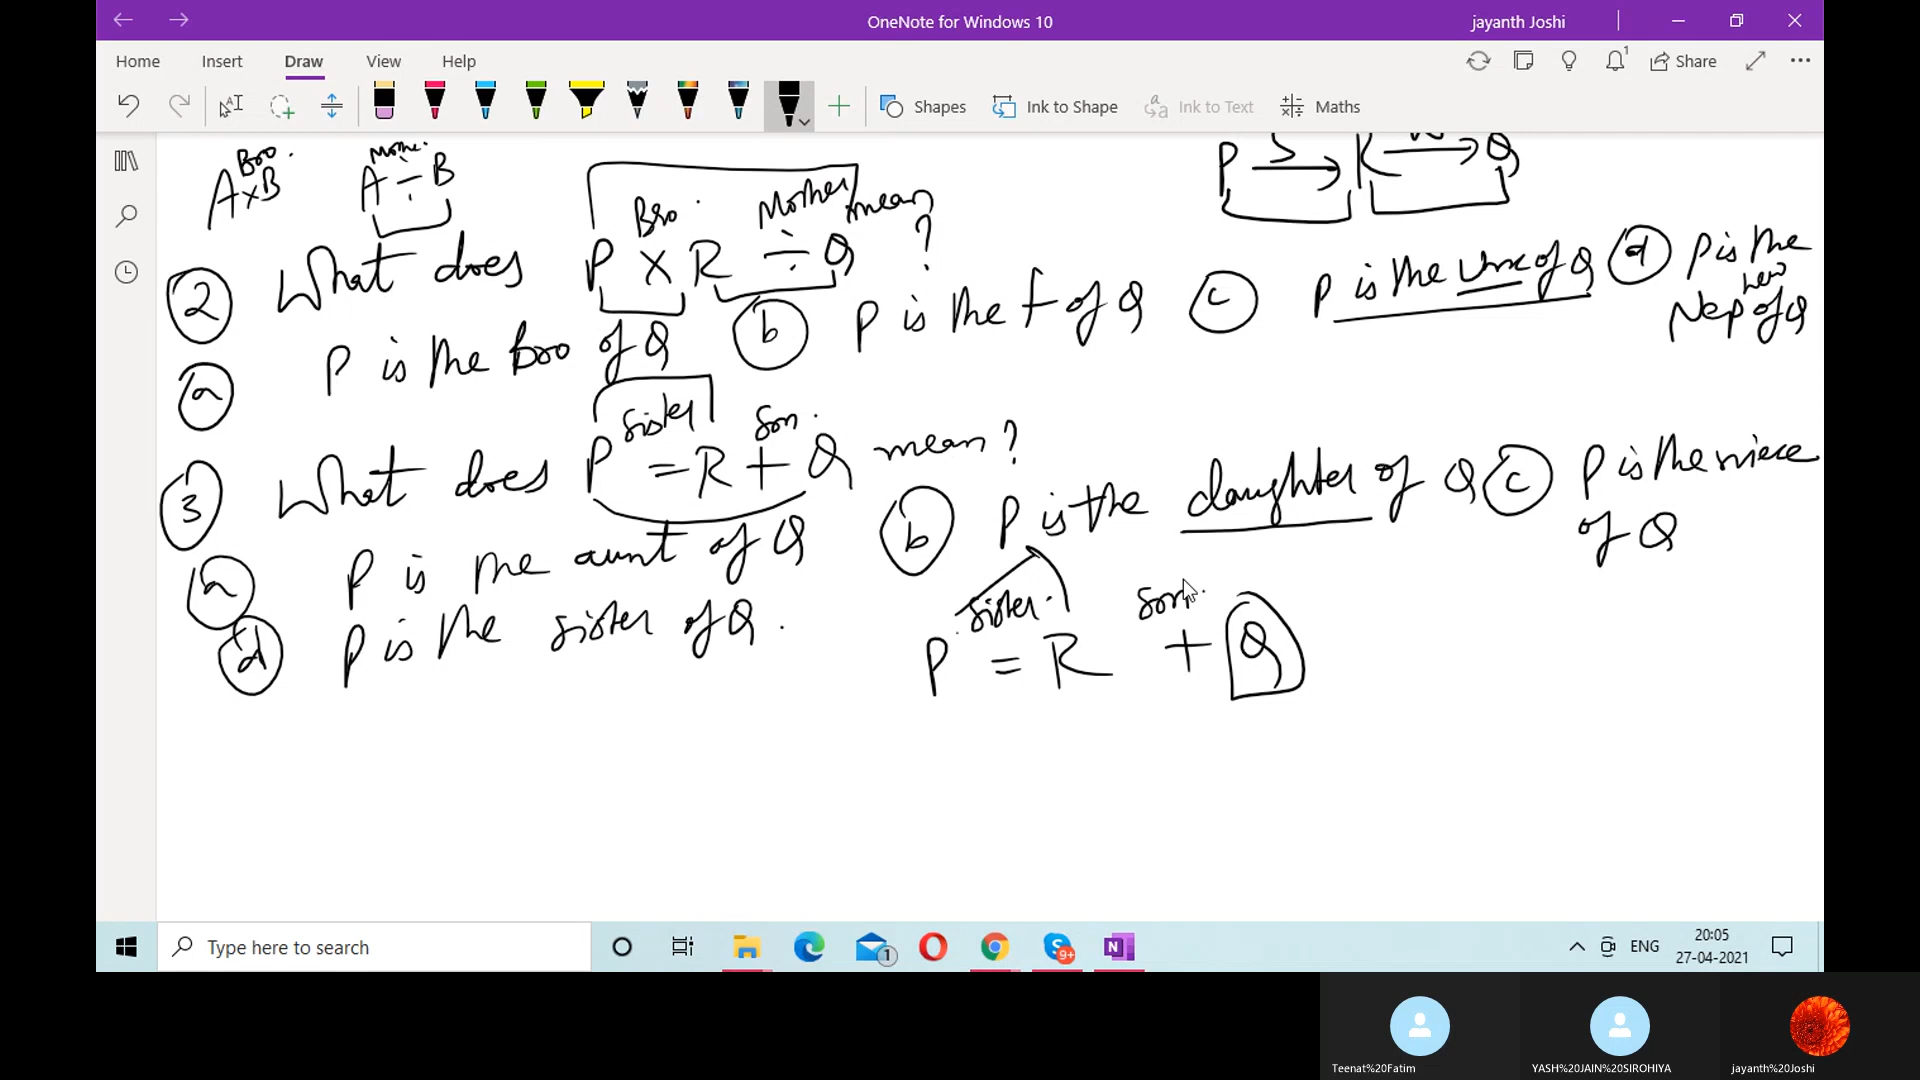 OneNote for Windows 10
jayanth Joshi
Home Insert Draw View Help
1 Share
Shapes Ink to Shape Ink to Text Maths
Bro. Mothe.
A×B A÷B
P S R Q
Bro. Mother mean
2 What does P × R ÷ Q ?
a P is the Bro of Q b P is the f of Q c P is the of Q d P is the Nephew of Q
sister son.
3 What does P = R + Q mean?
a P is the aunt of Q b P is the daughter of Q c P is the niece of Q
d P is the sister of Q.
sister. son.
P = R + Q
Type here to search
1
9+
ENG
20:05
27-04-2021
Teenat%20Fatim
YASH%20JAIN%20SIROHIYA
jayanth%20Joshi